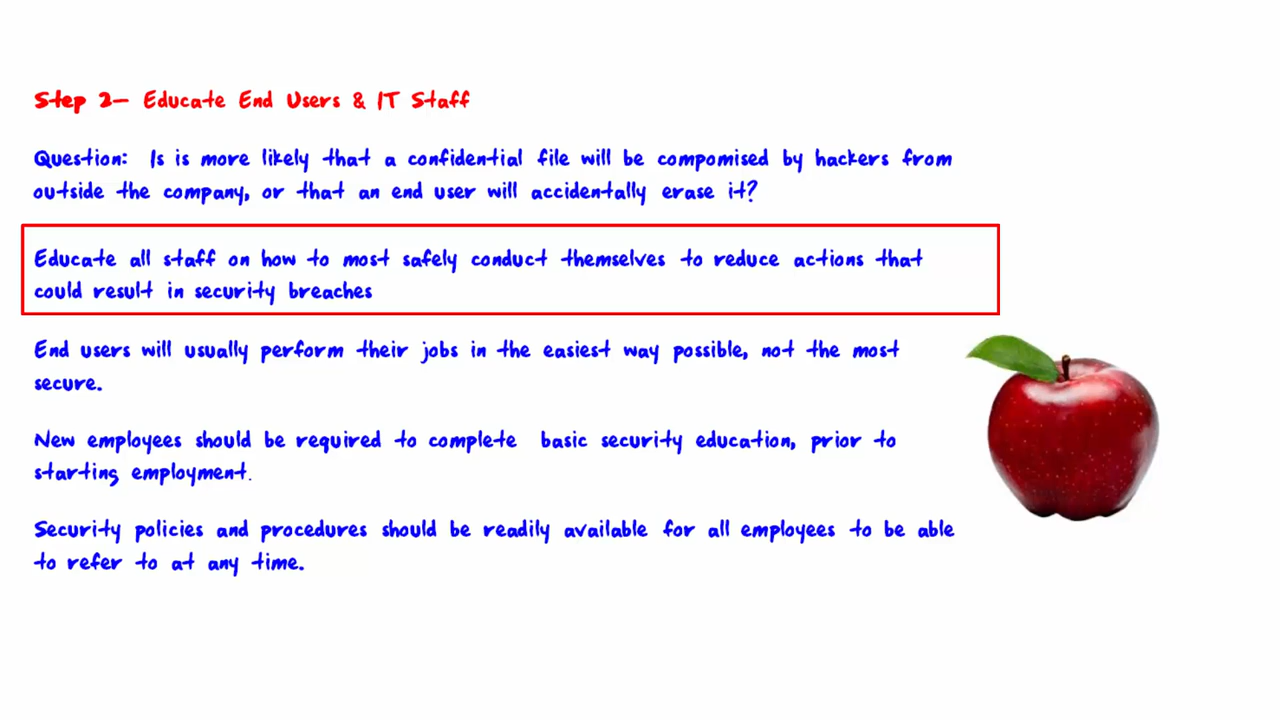 Step 2- Educate End Users & IT Staff
Question: Is is more likely that a confidential file will be compomised by hackers from
outside the company, or that an end user will accidentally erase it?
Educate all staff on how to most safely conduct themselves to reduce actions that
could result in security breaches
End users will usually perform their jobs in the easiest way possible, not the most
secure.
New employees should be required to complete basic security education, prior to
starting employment.
Security policies and procedures should be readily available for all employees to be able
to refer to at any time.